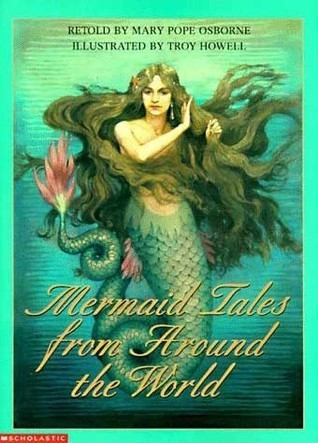 RETOLD BY MARY POPE OSBORNE
ILLUSTRATED BY TROY HOWELL
Mermaid Tales
from Around
the World
SCHOLASTIC